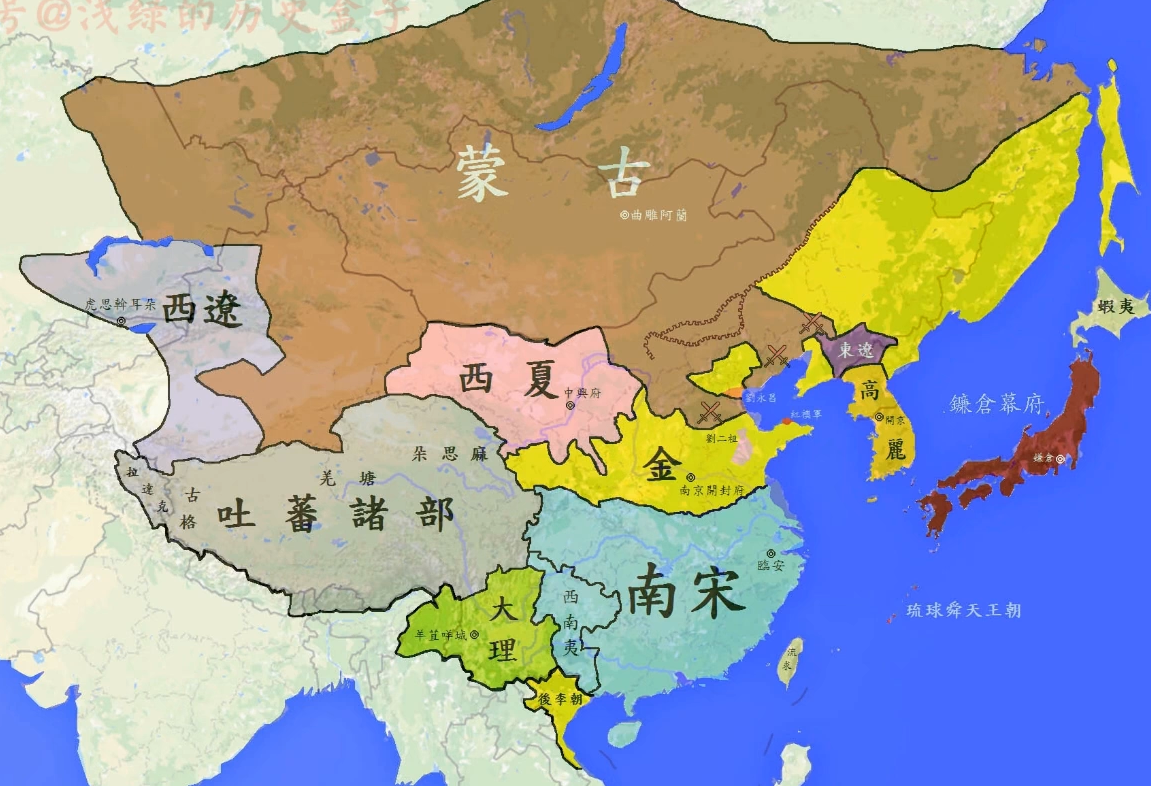 号@浅绿的历史盒子
蒙古
曲雕阿蘭
西遼
虎思斡耳朵
蝦夷
東遼
西夏
中興府
高麗
開京
劉永昌
紅襖軍
鐮倉幕府
鎌倉
劉二祖
金
南京開封府
朵思麻
羌塘
拉達克
古格
吐蕃諸部
南宋
臨安
西南夷
大理
羊苴咩城
琉球舜天王朝
流求
後李朝